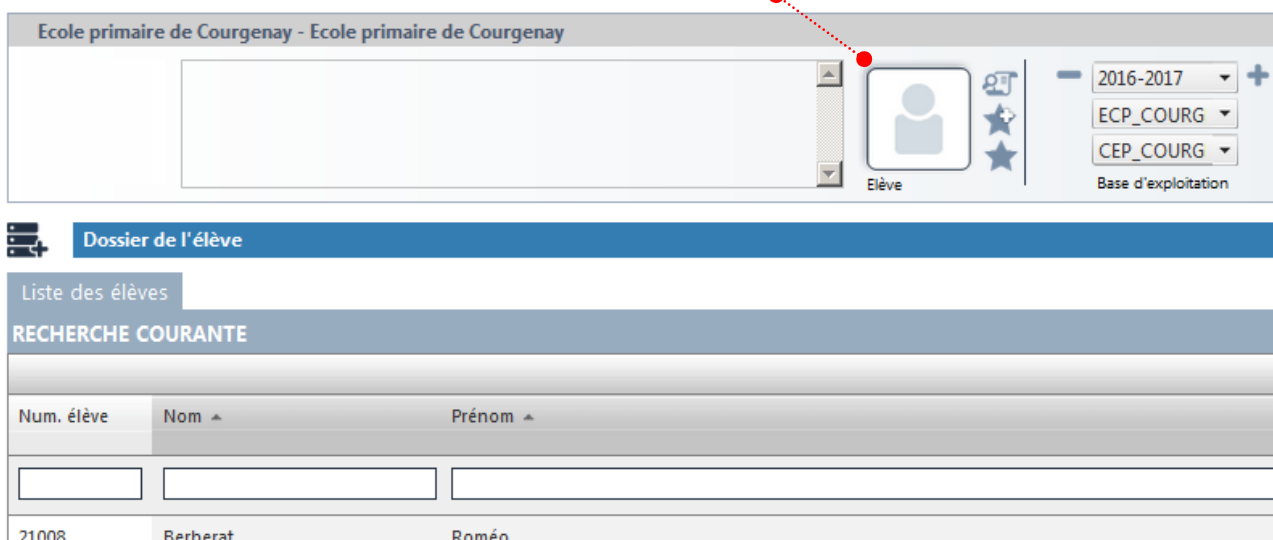 Ecole primaire de Courgenay - Ecole primaire de Courgenay
2016-2017
ECP_COURG
CEP_COURG
Elève
Base d'exploitation
Dossier de l'élève
Liste des élèves
RECHERCHE COURANTE
Num. élève Nom Prénom
21008 Berberat Roméo